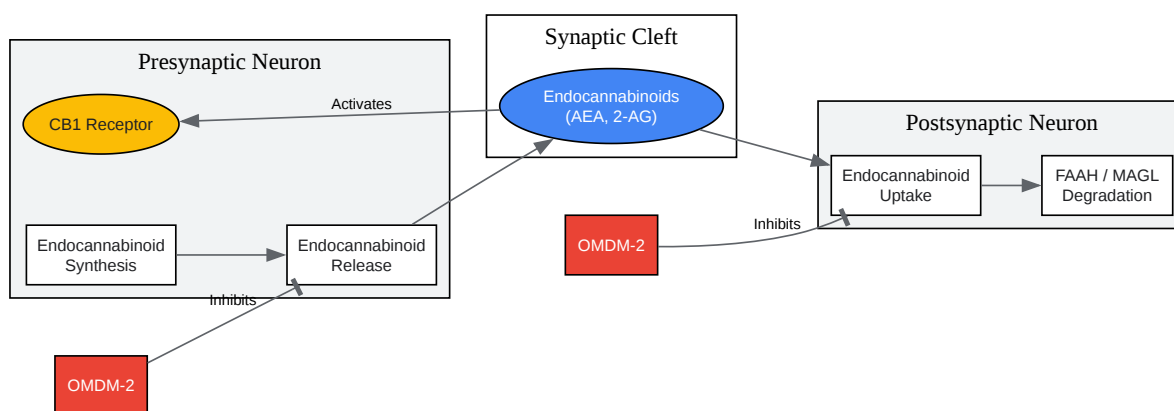 Synaptic Cleft
Presynaptic Neuron
Endocannabinoids
(AEA, 2-AG)
Activates
CB1 Receptor
Postsynaptic Neuron
Endocannabinoid
Uptake
FAAH / MAGL
Degradation
Endocannabinoid
Synthesis
Endocannabinoid
Release
Inhibits
OMDM-2
Inhibits
OMDM-2